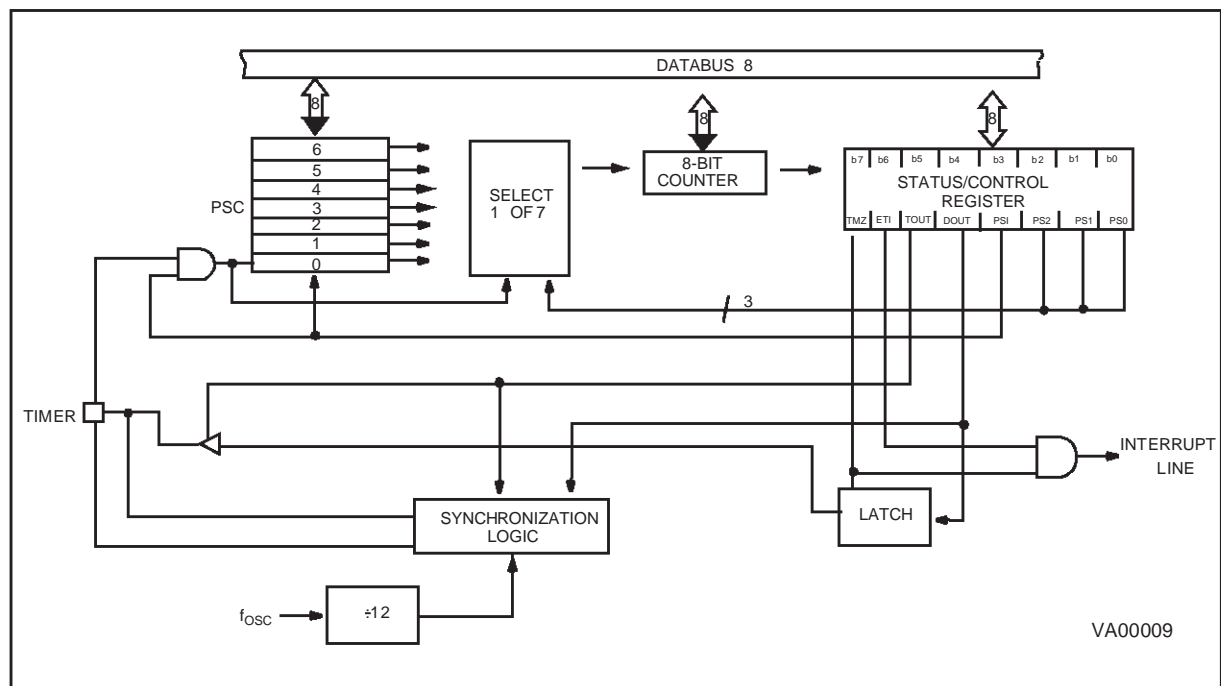 DATABUS 8
8
8
8
6
5
4
3
2
1
0
PSC
SELECT
1 OF 7
8-BIT
COUNTER
b7 b6 b5 b4 b3 b2 b1 b0
STATUS/CONTROL
REGISTER
TMZ ETI TOUT DOUT PSI PS2 PS1 PS0
3
TIMER
INTERRUPT
LINE
SYNCHRONIZATION
LOGIC
LATCH
fOSC
÷12
VA00009